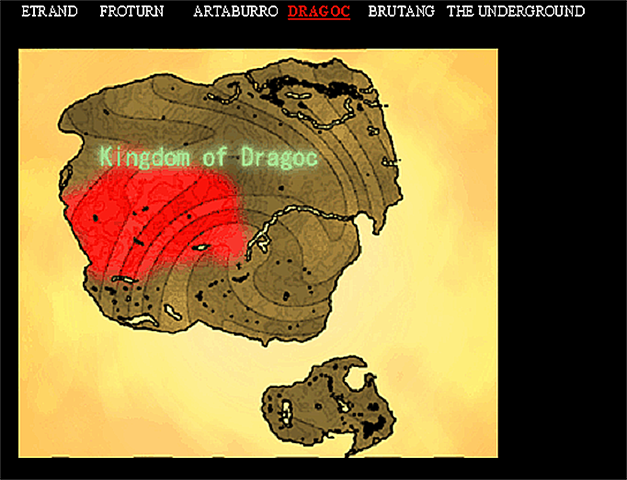 ETRAND FROTURN ARTABURRO DRAGOC BRUTANG THE UNDERGROUND
Kingdom of Dragoc